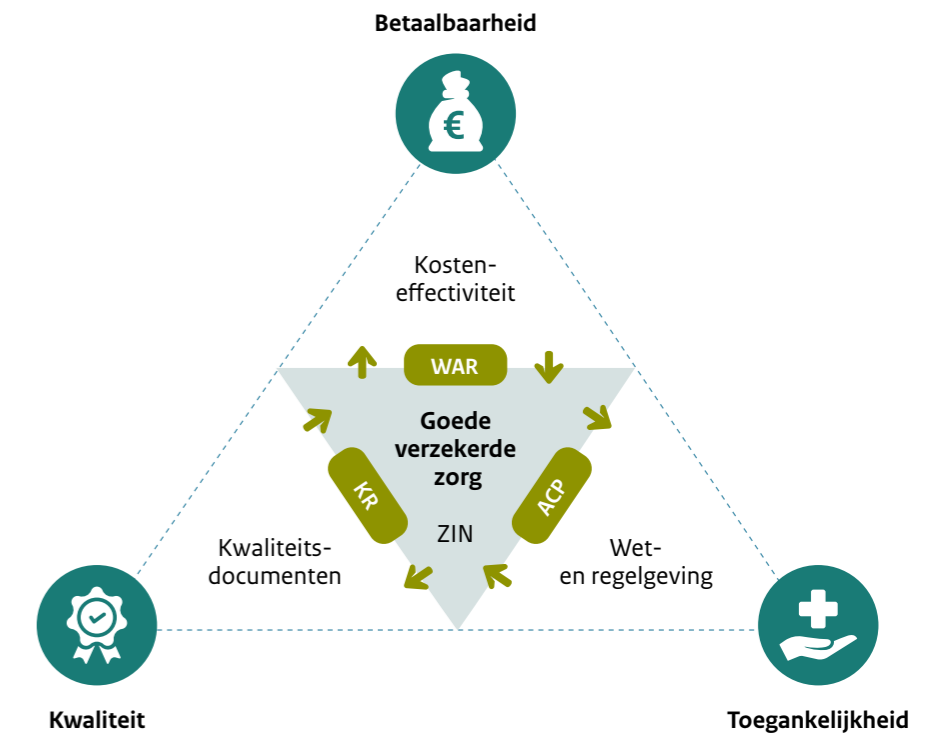 Betaalbaarheid
€
Kosten-
effectiviteit
WAR
Goede
verzekerde
zorg
KR
ACP
ZIN
Kwaliteits-
documenten
Wet-
en regelgeving
Kwaliteit
Toegankelijkheid